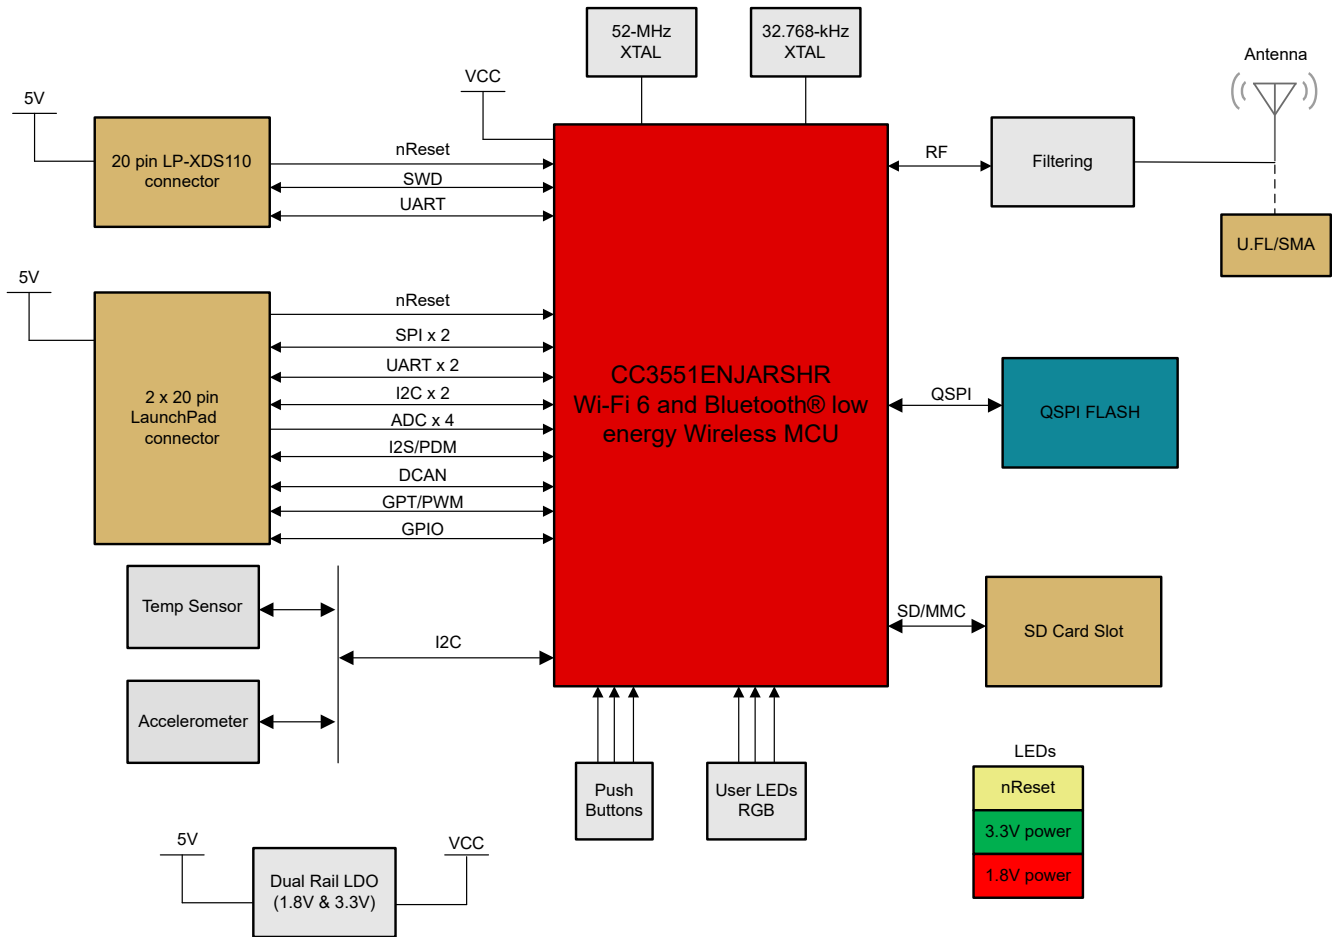 52-MHz
XTAL
32.768-kHz
XTAL
Antenna
VCC
5V
20 pin LP-XDS110
connector
nReset
SWD
UART
RF
Filtering
U.FL/SMA
5V
2 x 20 pin
LaunchPad
connector
nReset
SPI x 2
UART x 2
I2C x 2
ADC x 4
I2S/PDM
DCAN
GPT/PWM
GPIO
CC3551ENJARSHR
Wi-Fi 6 and Bluetooth® low
energy Wireless MCU
QSPI
QSPI FLASH
Temp Sensor
Accelerometer
I2C
SD/MMC
SD Card Slot
Push
Buttons
User LEDs
RGB
LEDs
nReset
3.3V power
1.8V power
5V
Dual Rail LDO
(1.8V & 3.3V)
VCC